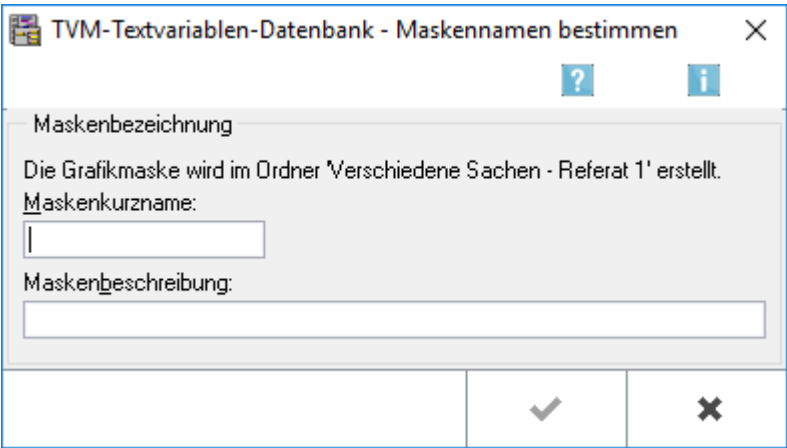 TVM-Textvariablen-Datenbank - Maskennamen bestimmen
? i
Maskenbezeichnung
Die Grafikmaske wird im Ordner 'Verschiedene Sachen - Referat 1' erstellt.
Maskenkurzname:
Maskenbeschreibung: